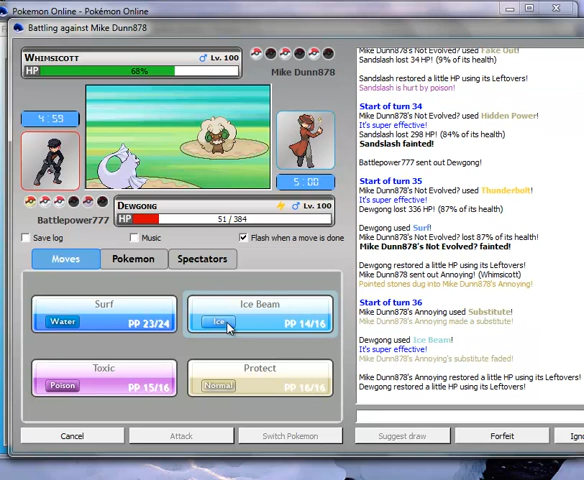 Pokemon Online - Pokémon Online
Battling against Mike Dunn878
WHIMSICOTT ♂ Lv. 100
HP 68%
Mike Dunn878
4:59
5:00
Battlepower777
DEWGONG ♂ Lv. 100
HP 51 / 384
Save log
Music
Flash when a move is done
Moves
Pokemon
Spectators
Surf
Water PP 23/24
Ice Beam
Ice PP 14/16
Toxic
Poison PP 15/16
Protect
Normal PP 16/16
Cancel
Attack
Switch Pokemon
Mike Dunn878's Not Evolved? used Take Out!
Sandslash lost 34 HP! (9% of its health)
Sandslash restored a little HP using its Leftovers!
Sandslash is hurt by poison!
Start of turn 34
Mike Dunn878's Not Evolved? used Hidden Power!
It's super effective!
Sandslash lost 298 HP! (84% of its health)
Sandslash fainted!
Battlepower777 sent out Dewgong!
Start of turn 35
Mike Dunn878's Not Evolved? used Thunderbolt!
It's super effective!
Dewgong lost 336 HP! (87% of its health)
Dewgong used Surf!
Mike Dunn878's Not Evolved? lost 87% of its health!
Mike Dunn878's Not Evolved? fainted!
Dewgong restored a little HP using its Leftovers!
Mike Dunn878 sent out Annoying! (Whimsicott)
Pointed stones dug into Mike Dunn878's Annoying!
Start of turn 36
Mike Dunn878's Annoying used Substitute!
Mike Dunn878's Annoying made a substitute!
Dewgong used Ice Beam!
It's super effective!
Mike Dunn878's Annoying's substitute faded!
Mike Dunn878's Annoying restored a little HP using its Leftovers!
Dewgong restored a little HP using its Leftovers!
Suggest draw
Forfeit